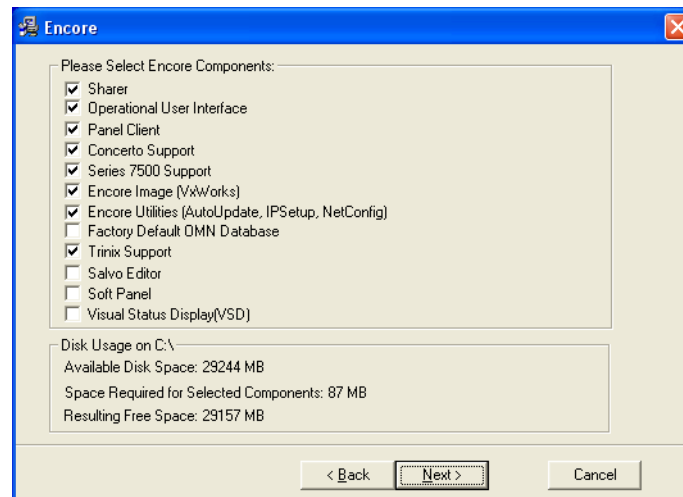 Encore
Please Select Encore Components:
Sharer
Operational User Interface
Panel Client
Concerto Support
Series 7500 Support
Encore Image (VxWorks)
Encore Utilities (AutoUpdate, IPSetup, NetConfig)
Factory Default OMN Database
Trinix Support
Salvo Editor
Soft Panel
Visual Status Display(VSD)
Disk Usage on C:\
Available Disk Space: 29244 MB
Space Required for Selected Components: 87 MB
Resulting Free Space: 29157 MB
< Back Next > Cancel